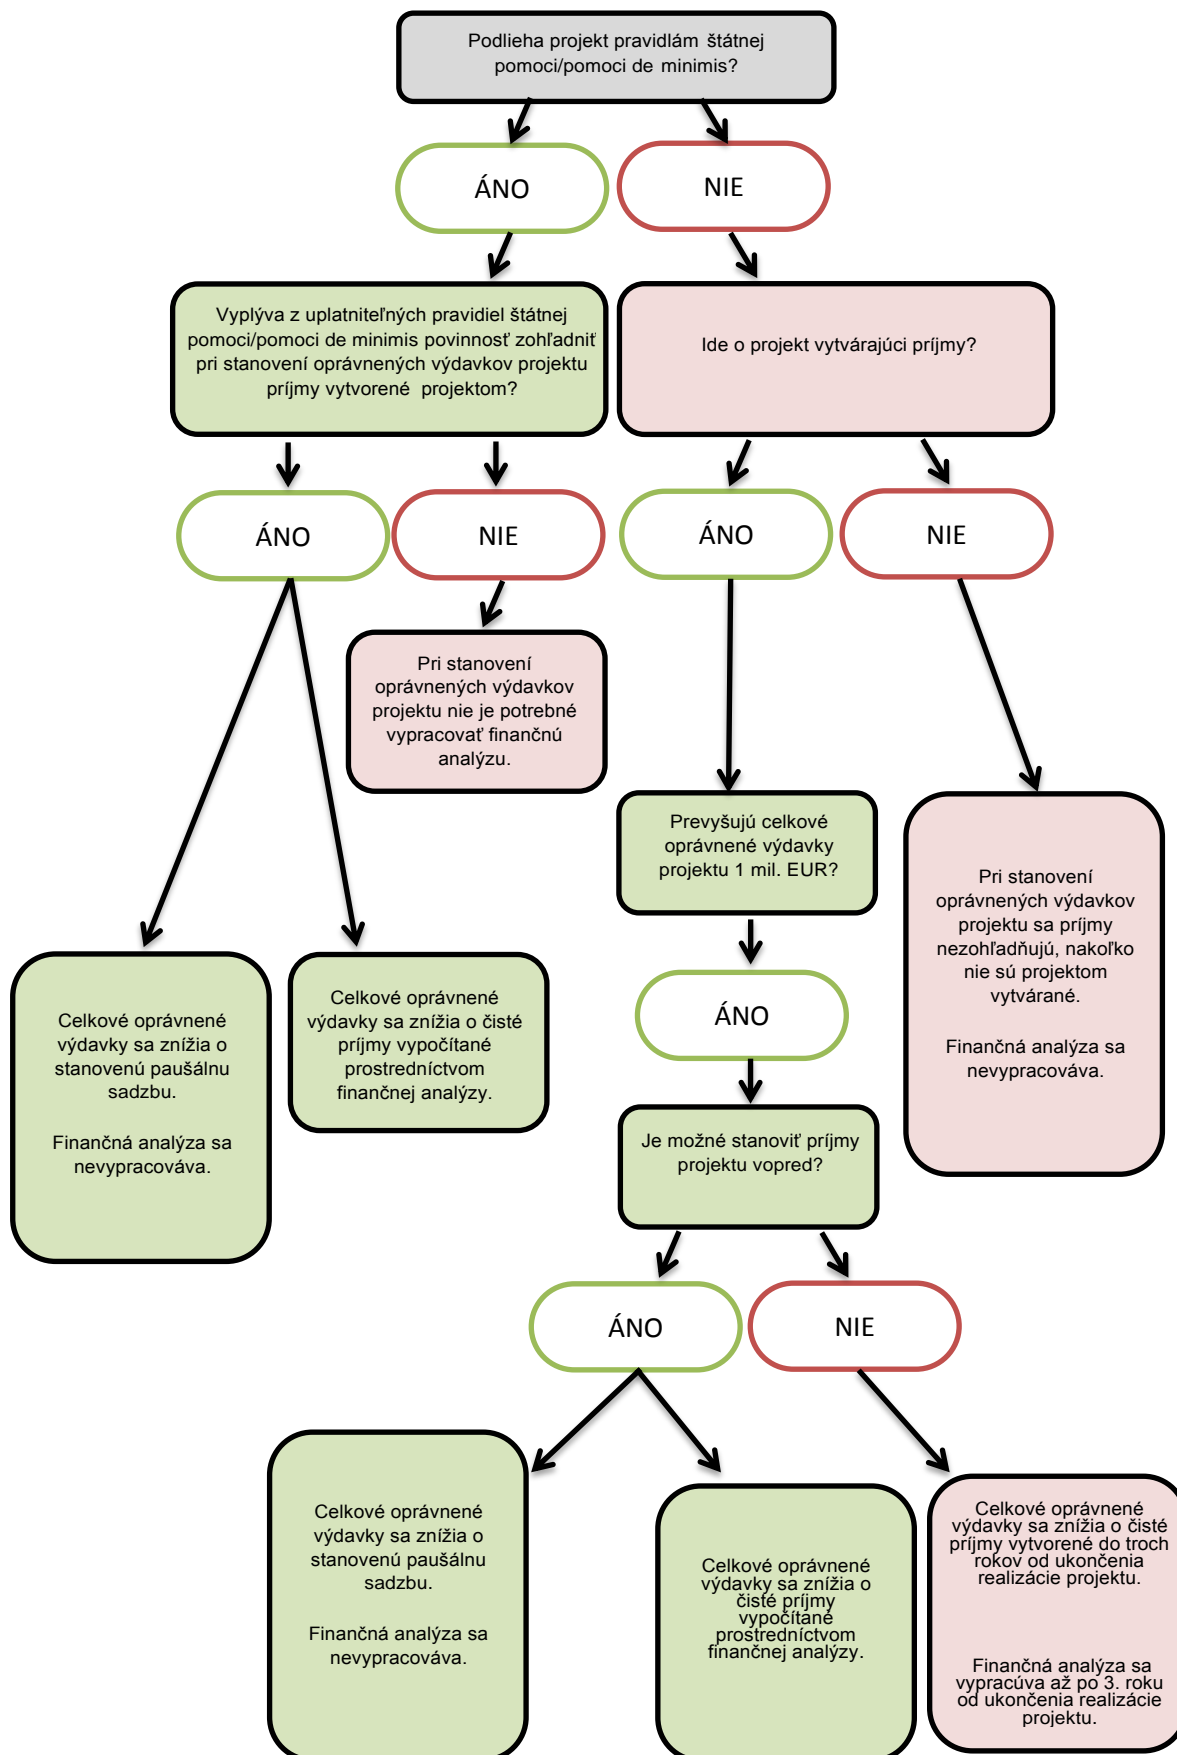 Podlieha projekt pravidlám štátnej
pomoci/pomoci de minimis?
ÁNO
NIE
Vyplýva z uplatniteľných pravidiel štátnej
pomoci/pomoci de minimis povinnosť zohľadniť
pri stanovení oprávnených výdavkov projektu
príjmy vytvorené projektom?
Ide o projekt vytvárajúci príjmy?
ÁNO
NIE
ÁNO
NIE
Pri stanovení
oprávnených výdavkov
projektu nie je potrebné
vypracovať finančnú
analýzu.
Prevyšujú celkové
oprávnené výdavky
projektu 1 mil. EUR?
Pri stanovení
oprávnených výdavkov
projektu sa príjmy
nezohľadňujú, nakoľko
nie sú projektom
vytvárané.
Finančná analýza sa
nevypracováva.
Celkové oprávnené
výdavky sa znížia o
stanovenú paušálnu
sadzbu.
Finančná analýza sa
nevypracováva.
Celkové oprávnené
výdavky sa znížia o čisté
príjmy vypočítané
prostredníctvom
finančnej analýzy.
ÁNO
Je možné stanoviť príjmy
projektu vopred?
ÁNO
NIE
Celkové oprávnené
výdavky sa znížia o
stanovenú paušálnu
sadzbu.
Finančná analýza sa
nevypracováva.
Celkové oprávnené
výdavky sa znížia o
čisté príjmy
vypočítané
prostredníctvom
finančnej analýzy.
Celkové oprávnené
výdavky sa znížia o čisté
príjmy vytvorené do troch
rokov od ukončenia
realizácie projektu.
Finančná analýza sa
vypracúva až po 3. roku
od ukončenia realizácie
projektu.